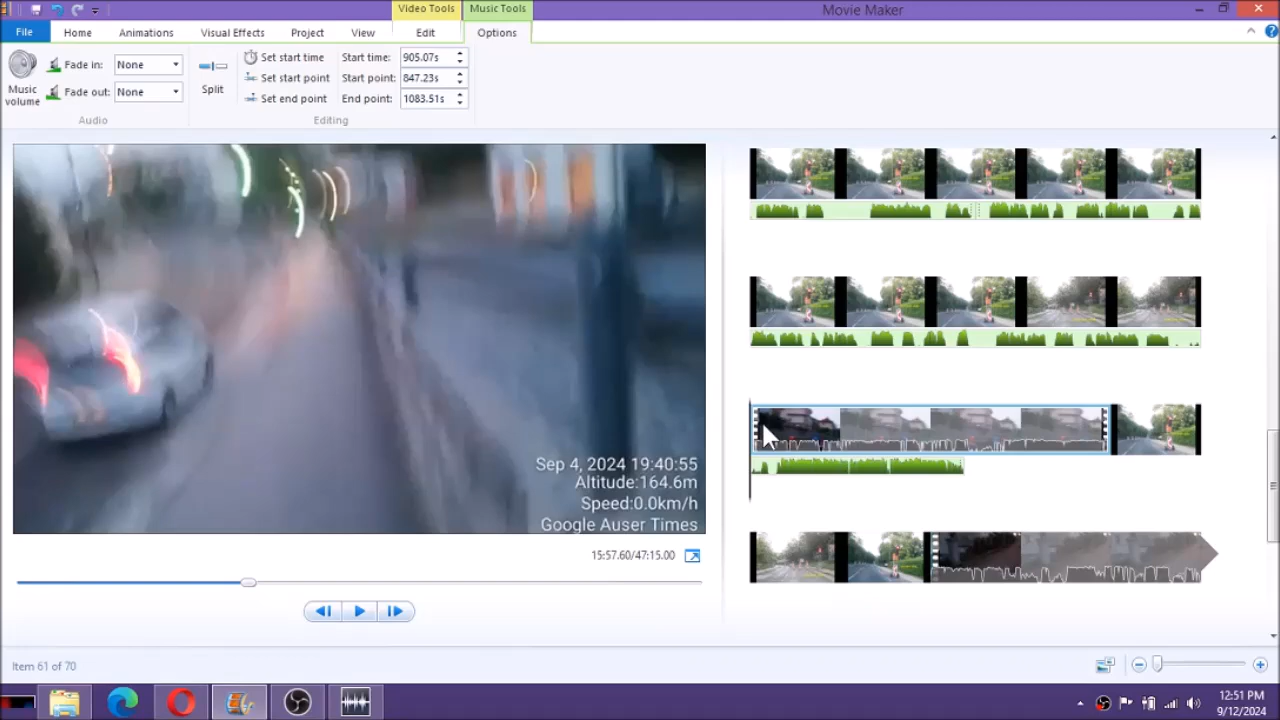 Video Tools
Music Tools
Movie Maker
File
Home
Animations
Visual Effects
Project
View
Edit
Options
Music volume
Fade in: None
Fade out: None
Split
Set start time
Set start point
Set end point
Start time: 905.07s
Start point: 847.23s
End point: 1083.51s
Audio
Editing
Sep 4, 2024 19:40:55
Altitude:164.6m
Speed:0.0km/h
Google Auser Times
15:57.60/47:15.00
Item 61 of 70
12:51 PM
9/12/2024